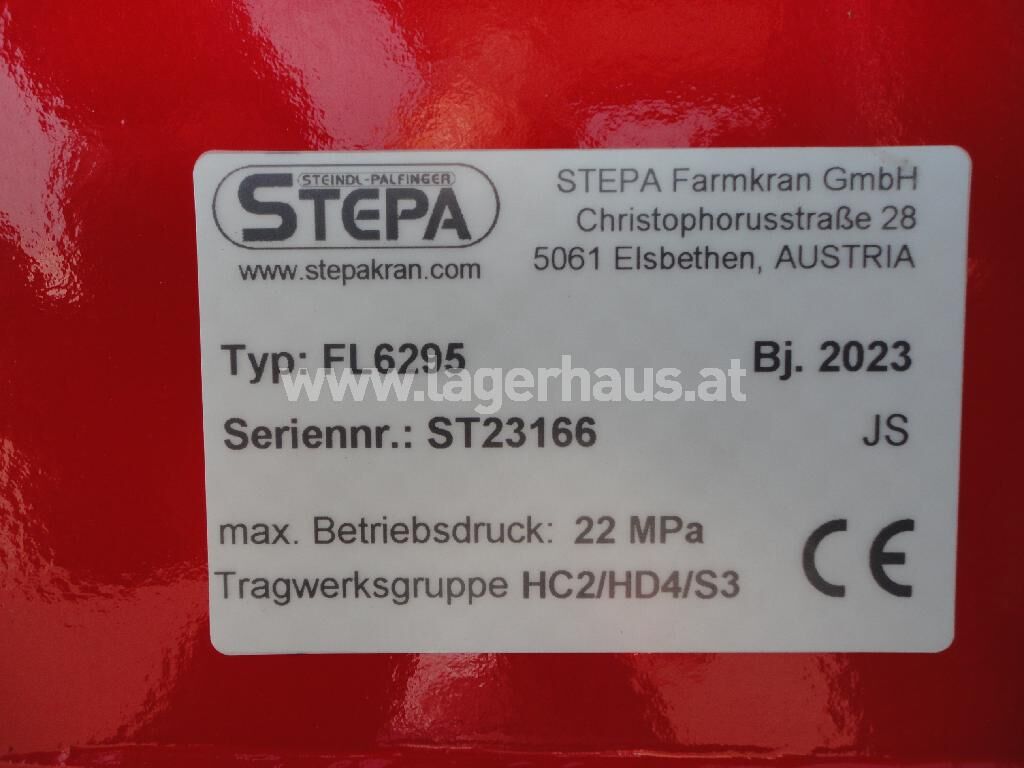 STEINDL-PALFINGER
STEPA
www.stepakran.com
STEPA Farmkran GmbH
Christophorusstraße 28
5061 Elsbethen, AUSTRIA
Typ: FL6295
Bj. 2023
www.lagerhaus.at
Seriennr.: ST23166
JS
max. Betriebsdruck: 22 MPa
Tragwerksgruppe HC2/HD4/S3
CE